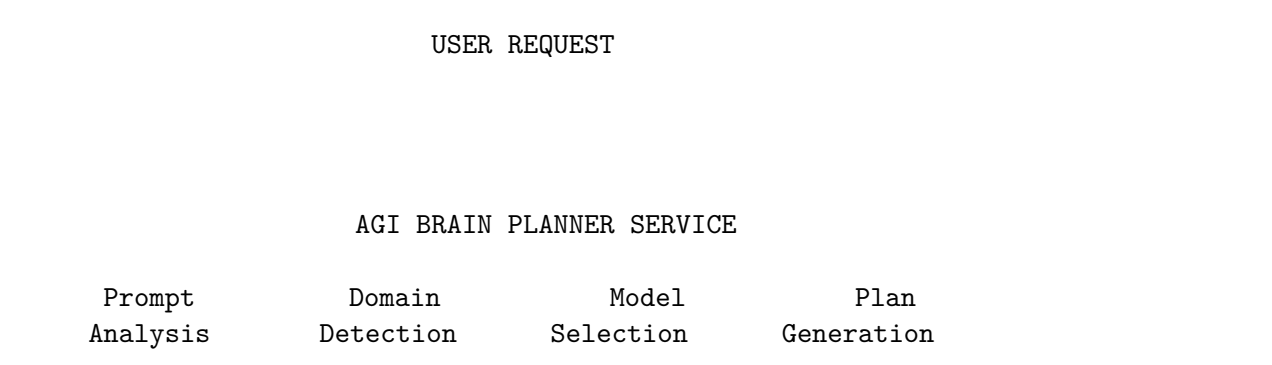 USER REQUEST
AGI BRAIN PLANNER SERVICE
Prompt Domain Model Plan
Analysis Detection Selection Generation